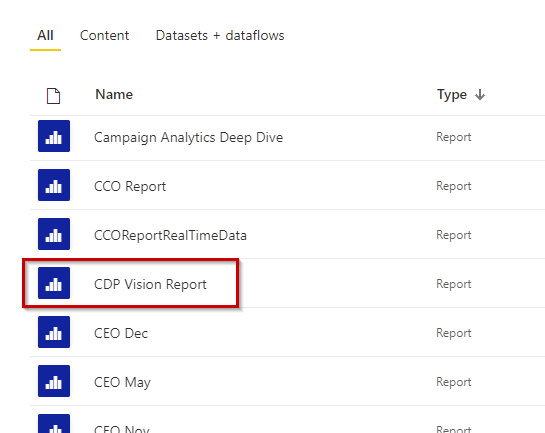 All Content Datasets + dataflows
Name Type
Campaign Analytics Deep Dive Report
CCO Report Report
CCOReportRealTimeData Report
CDP Vision Report Report
CEO Dec Report
CEO May Report
CEO Nov Report